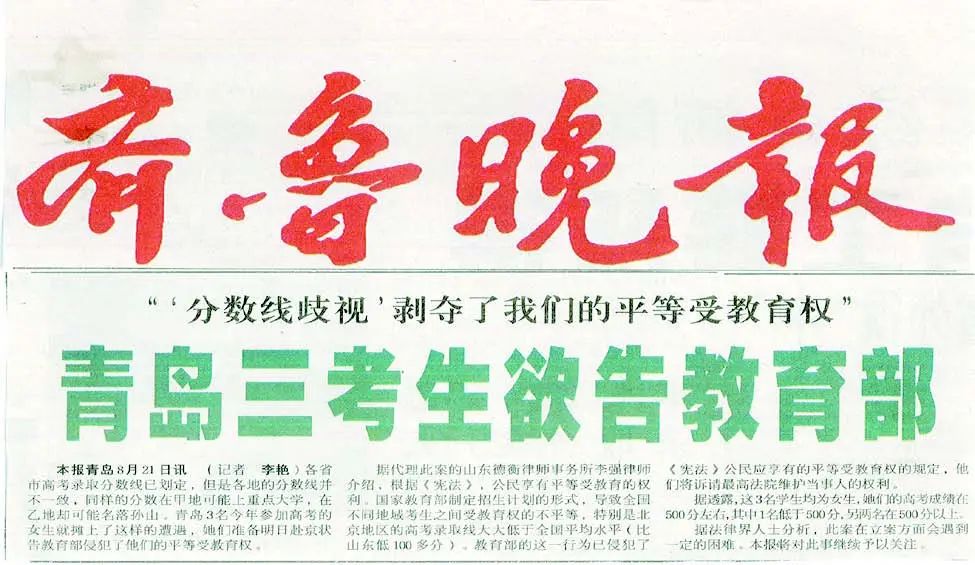 齐鲁晚报
“‘分数线歧视’剥夺了我们的平等受教育权”
青岛三考生欲告教育部
本报青岛8月21日讯 （记者 李艳）各省
市高考录取分数线已划定，但是各地的分数线并
不一致，同样的分数在甲地可能上重点大学，在
乙地却可能名落孙山。青岛3名今年参加高考的
女生就摊上了这样的遭遇，她们准备明日赴京状
告教育部侵犯了他们的平等受教育权。
据代理此案的山东德衡律师事务所李强律师
介绍，根据《宪法》，公民享有平等受教育的权
利。国家教育部制定招生计划的形式，导致全国
不同地域考生之间受教育权的不平等，特别是北
京地区的高考录取线大大低于全国平均水平（比
山东低100多分）。教育部的这一行为已侵犯了
《宪法》公民应享有的平等受教育权的规定，他
们将诉请最高法院维护当事人的权利。
据透露，这3名学生均为女生，她们的高考成绩在
500分左右，其中1名低于500分，另两名在500分以上。
据法律界人士分析，此案在立案方面会遇到
一定的困难。本报将对此事继续予以关注。